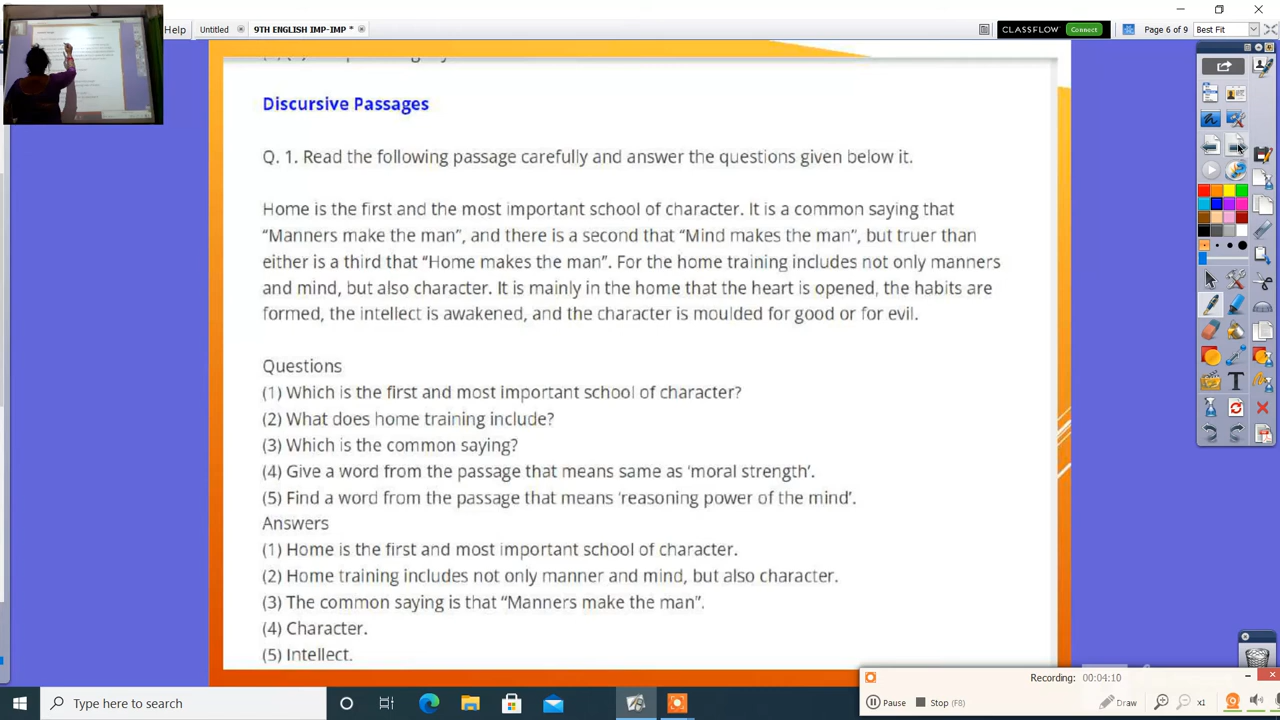 Help
Untitled
9TH ENGLISH IMP-IMP *
CLASSFLOW
Connect
Page 6 of 9
Best Fit
Discursive Passages
Q. 1. Read the following passage carefully and answer the questions given below it.
Home is the first and the most important school of character. It is a common saying that
“Manners make the man”, and there is a second that “Mind makes the man”, but truer than
either is a third that “Home makes the man”. For the home training includes not only manners
and mind, but also character. It is mainly in the home that the heart is opened, the habits are
formed, the intellect is awakened, and the character is moulded for good or for evil.
Questions
(1) Which is the first and most important school of character?
(2) What does home training include?
(3) Which is the common saying?
(4) Give a word from the passage that means same as ‘moral strength’.
(5) Find a word from the passage that means ‘reasoning power of the mind’.
Answers
(1) Home is the first and most important school of character.
(2) Home training includes not only manner and mind, but also character.
(3) The common saying is that “Manners make the man”.
(4) Character.
(5) Intellect.
Recording: 00:04:10
Pause
Stop (F8)
Draw
x1
Type here to search